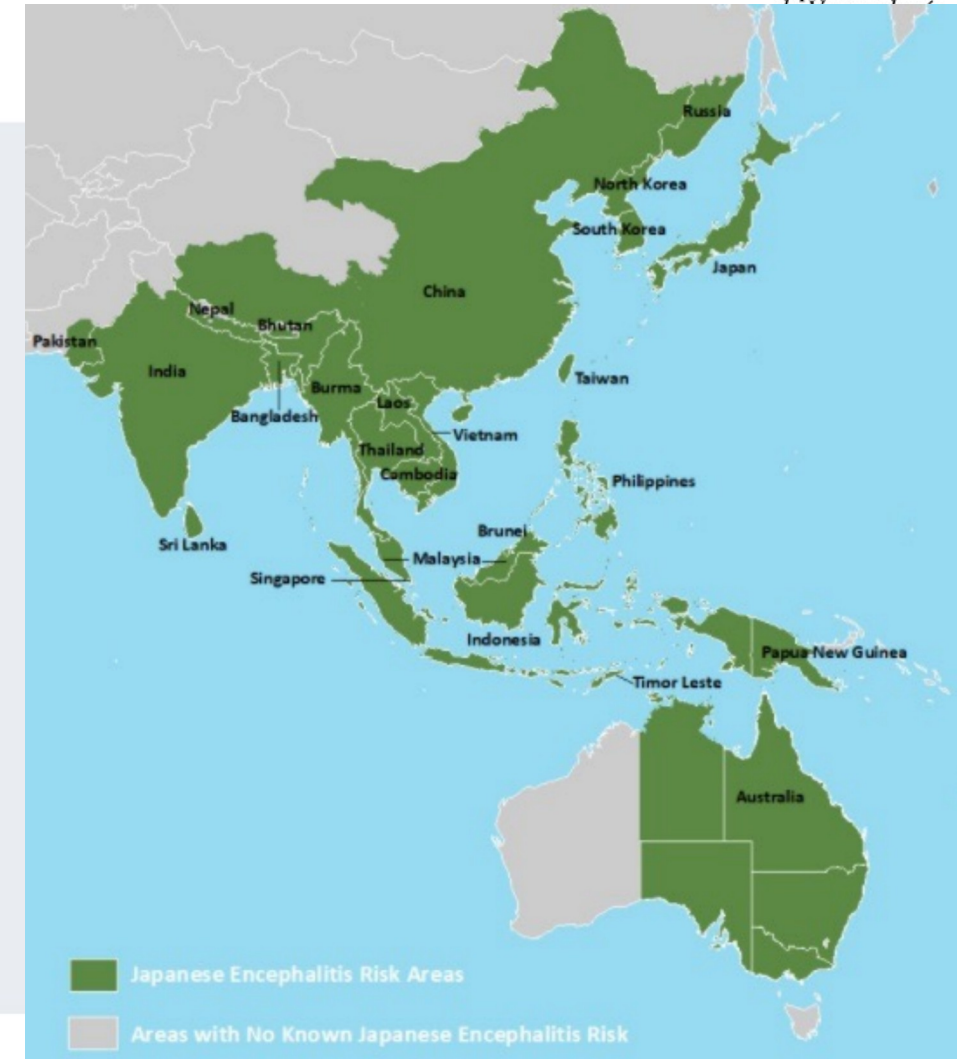 Russia
North Korea
South Korea
Japan
China
Nepal
Bhutan
Pakistan
India
Burma
Taiwan
Laos
Bangladesh
Vietnam
Thailand
Cambodia
Philippines
Sri Lanka
Brunei
Malaysia
Singapore
Indonesia
Papua New Guinea
Timor Leste
Australia
Japanese Encephalitis Risk Areas
Areas with No Known Japanese Encephalitis Risk